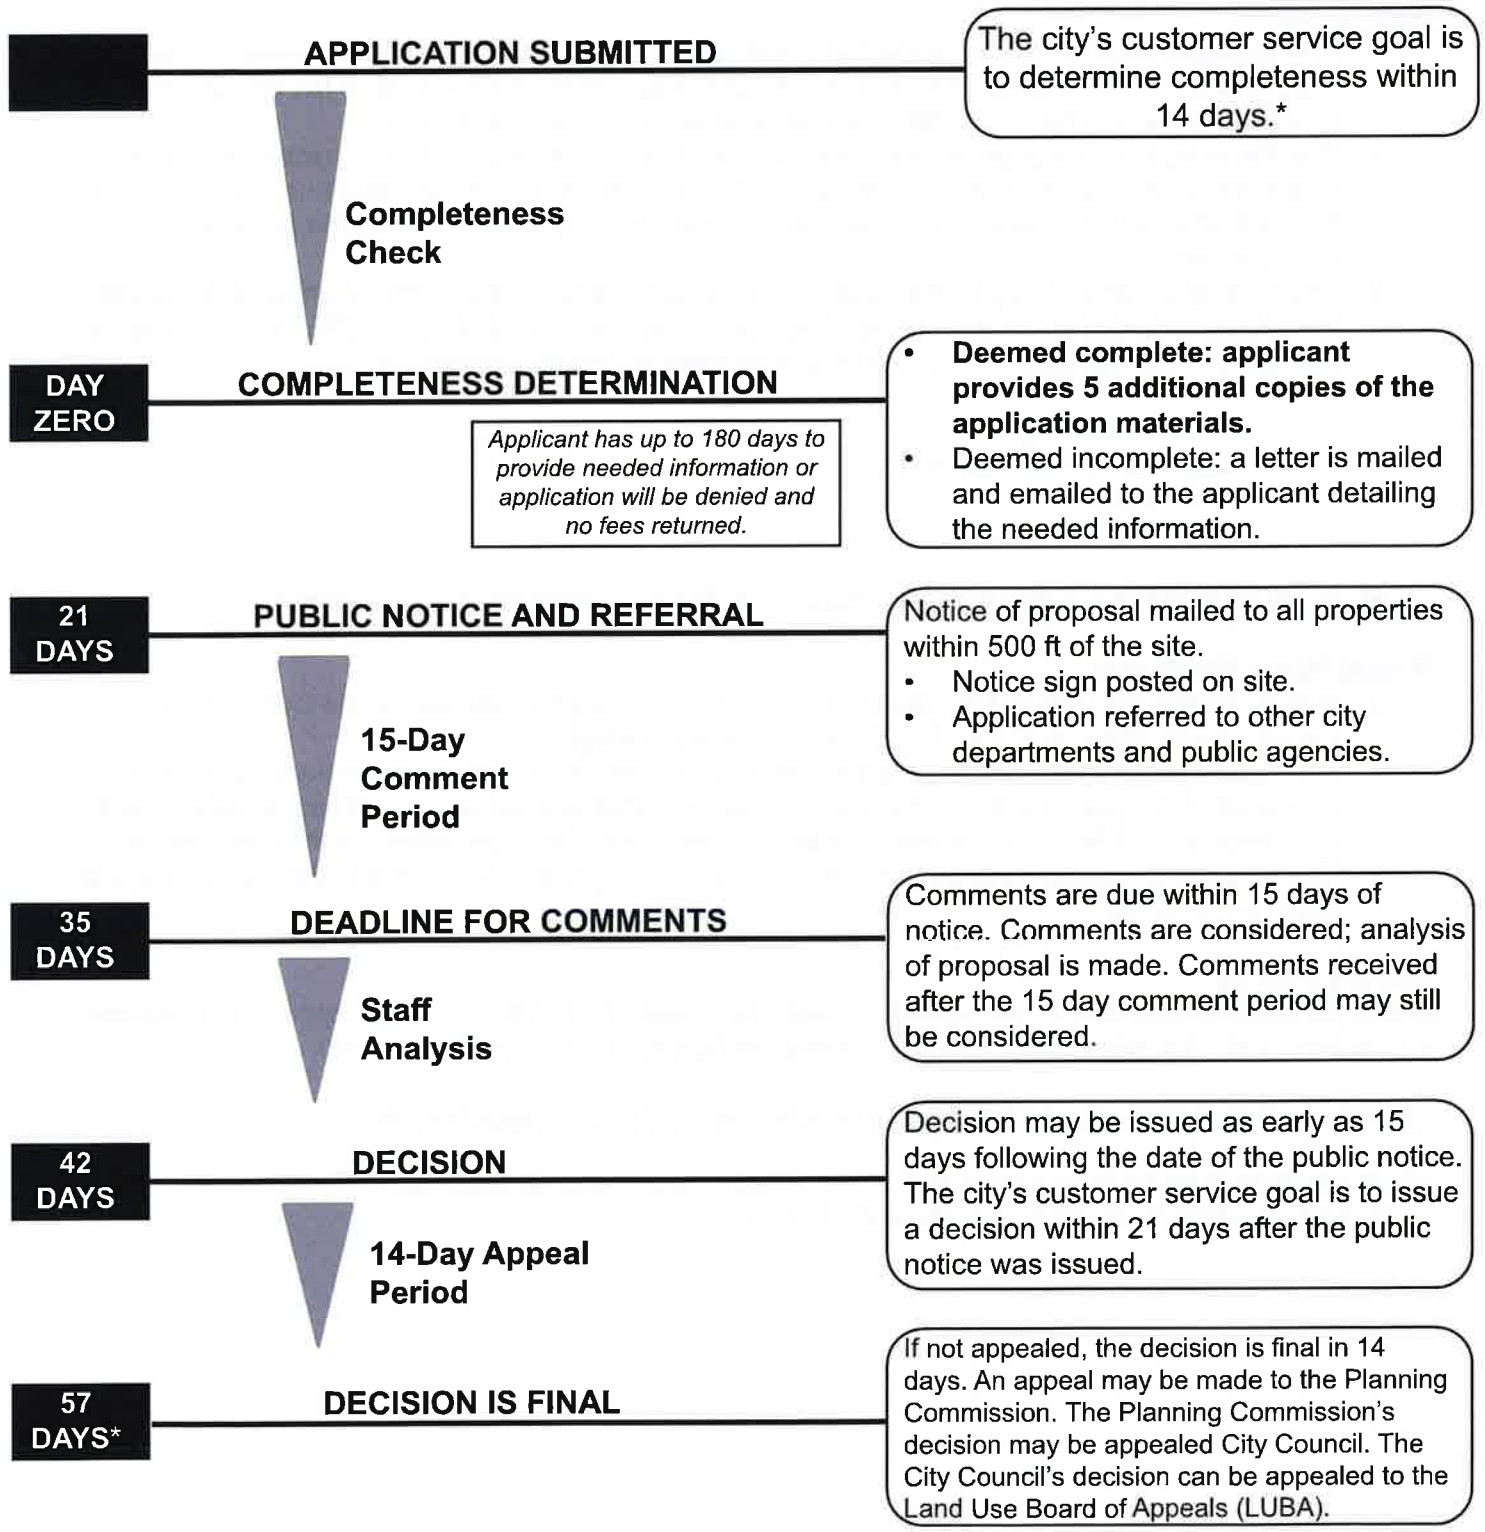 APPLICATION SUBMITTED
The city's customer service goal is
to determine completeness within
14 days.*
Completeness
Check
DAY
ZERO
COMPLETENESS DETERMINATION
Applicant has up to 180 days to
provide needed information or
application will be denied and
no fees returned.
• Deemed complete: applicant
provides 5 additional copies of the
application materials.
• Deemed incomplete: a letter is mailed
and emailed to the applicant detailing
the needed information.
21
DAYS
PUBLIC NOTICE AND REFERRAL
Notice of proposal mailed to all properties
within 500 ft of the site.
• Notice sign posted on site.
• Application referred to other city
departments and public agencies.
15-Day
Comment
Period
35
DAYS
DEADLINE FOR COMMENTS
Comments are due within 15 days of
notice. Comments are considered; analysis
of proposal is made. Comments received
after the 15 day comment period may still
be considered.
Staff
Analysis
42
DAYS
DECISION
Decision may be issued as early as 15
days following the date of the public notice.
The city's customer service goal is to issue
a decision within 21 days after the public
notice was issued.
14-Day Appeal
Period
57
DAYS*
DECISION IS FINAL
If not appealed, the decision is final in 14
days. An appeal may be made to the Planning
Commission. The Planning Commission's
decision may be appealed City Council. The
City Council's decision can be appealed to the
Land Use Board of Appeals (LUBA).